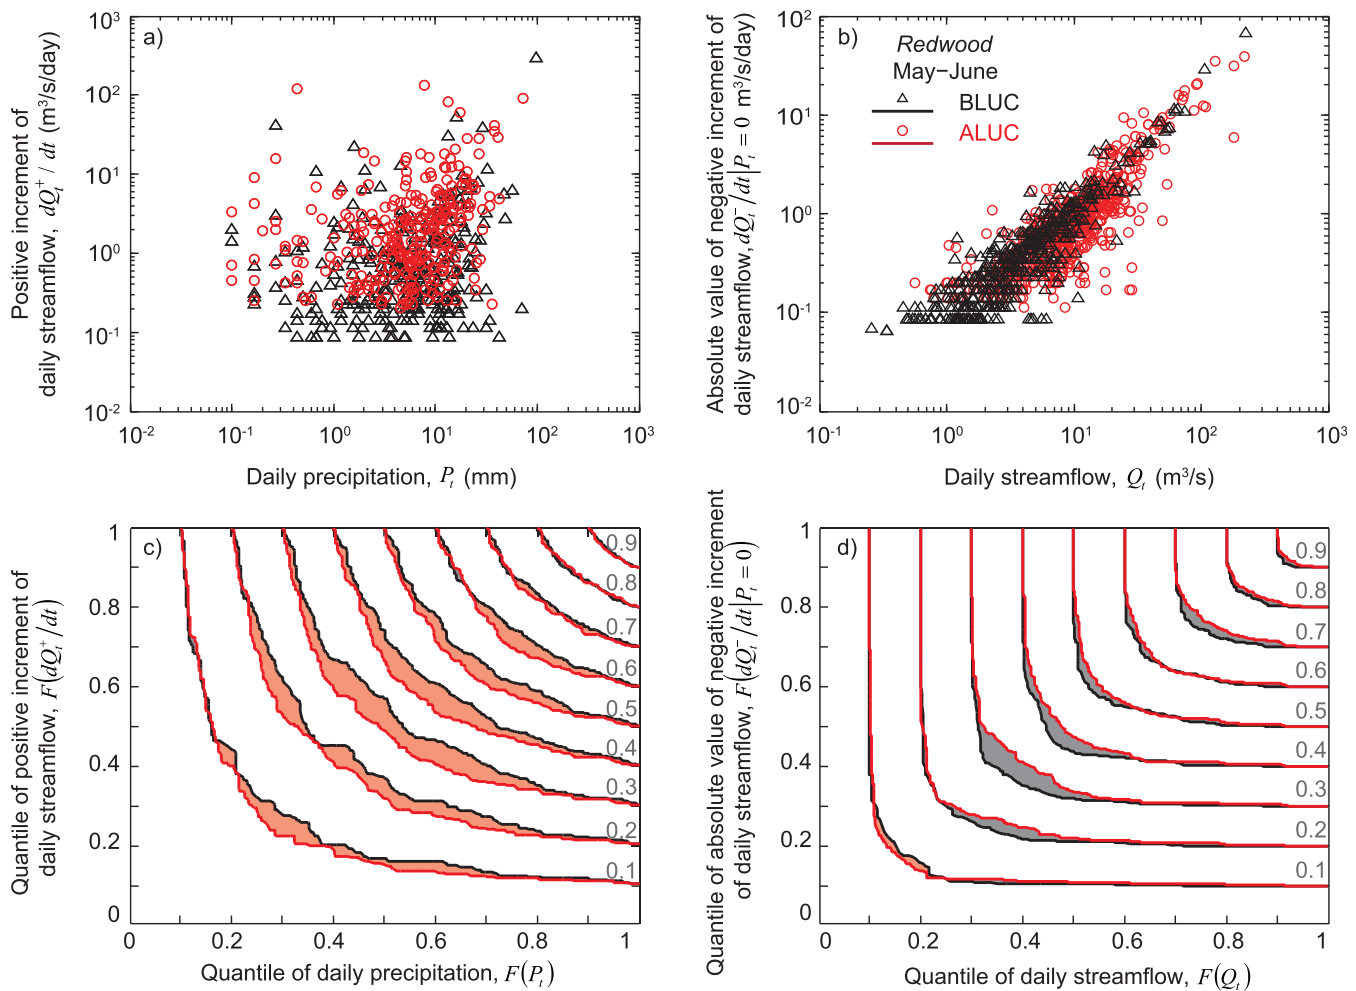 a)
Positive increment of
daily streamflow, dQₜ⁺ / dt (m³/s/day)
10³
10²
10¹
10⁰
10⁻¹
10⁻²
10⁻² 10⁻¹ 10⁰ 10¹ 10² 10³
Daily precipitation, Pₜ (mm)
b)
Absolute value of negative increment of
daily streamflow, dQₜ⁻/dt|Pₜ = 0 m³/s/day)
10²
10¹
10⁰
10⁻¹
10⁻²
Redwood
May−June
BLUC
ALUC
10⁻¹ 10⁰ 10¹ 10² 10³
Daily streamflow, Qₜ (m³/s)
c)
Quantile of positive increment of
daily streamflow, F(dQₜ⁺/dt)
1
0.8
0.6
0.4
0.2
0
0.9
0.8
0.7
0.6
0.5
0.4
0.3
0.2
0.1
0 0.2 0.4 0.6 0.8 1
Quantile of daily precipitation, F(Pₜ)
d)
Quantile of absolute value of negative increment
of daily streamflow, F(dQₜ⁻/dt|Pₜ = 0)
1
0.8
0.6
0.4
0.2
0
0.9
0.8
0.7
0.6
0.5
0.4
0.3
0.2
0.1
0 0.2 0.4 0.6 0.8 1
Quantile of daily streamflow, F(Qₜ)